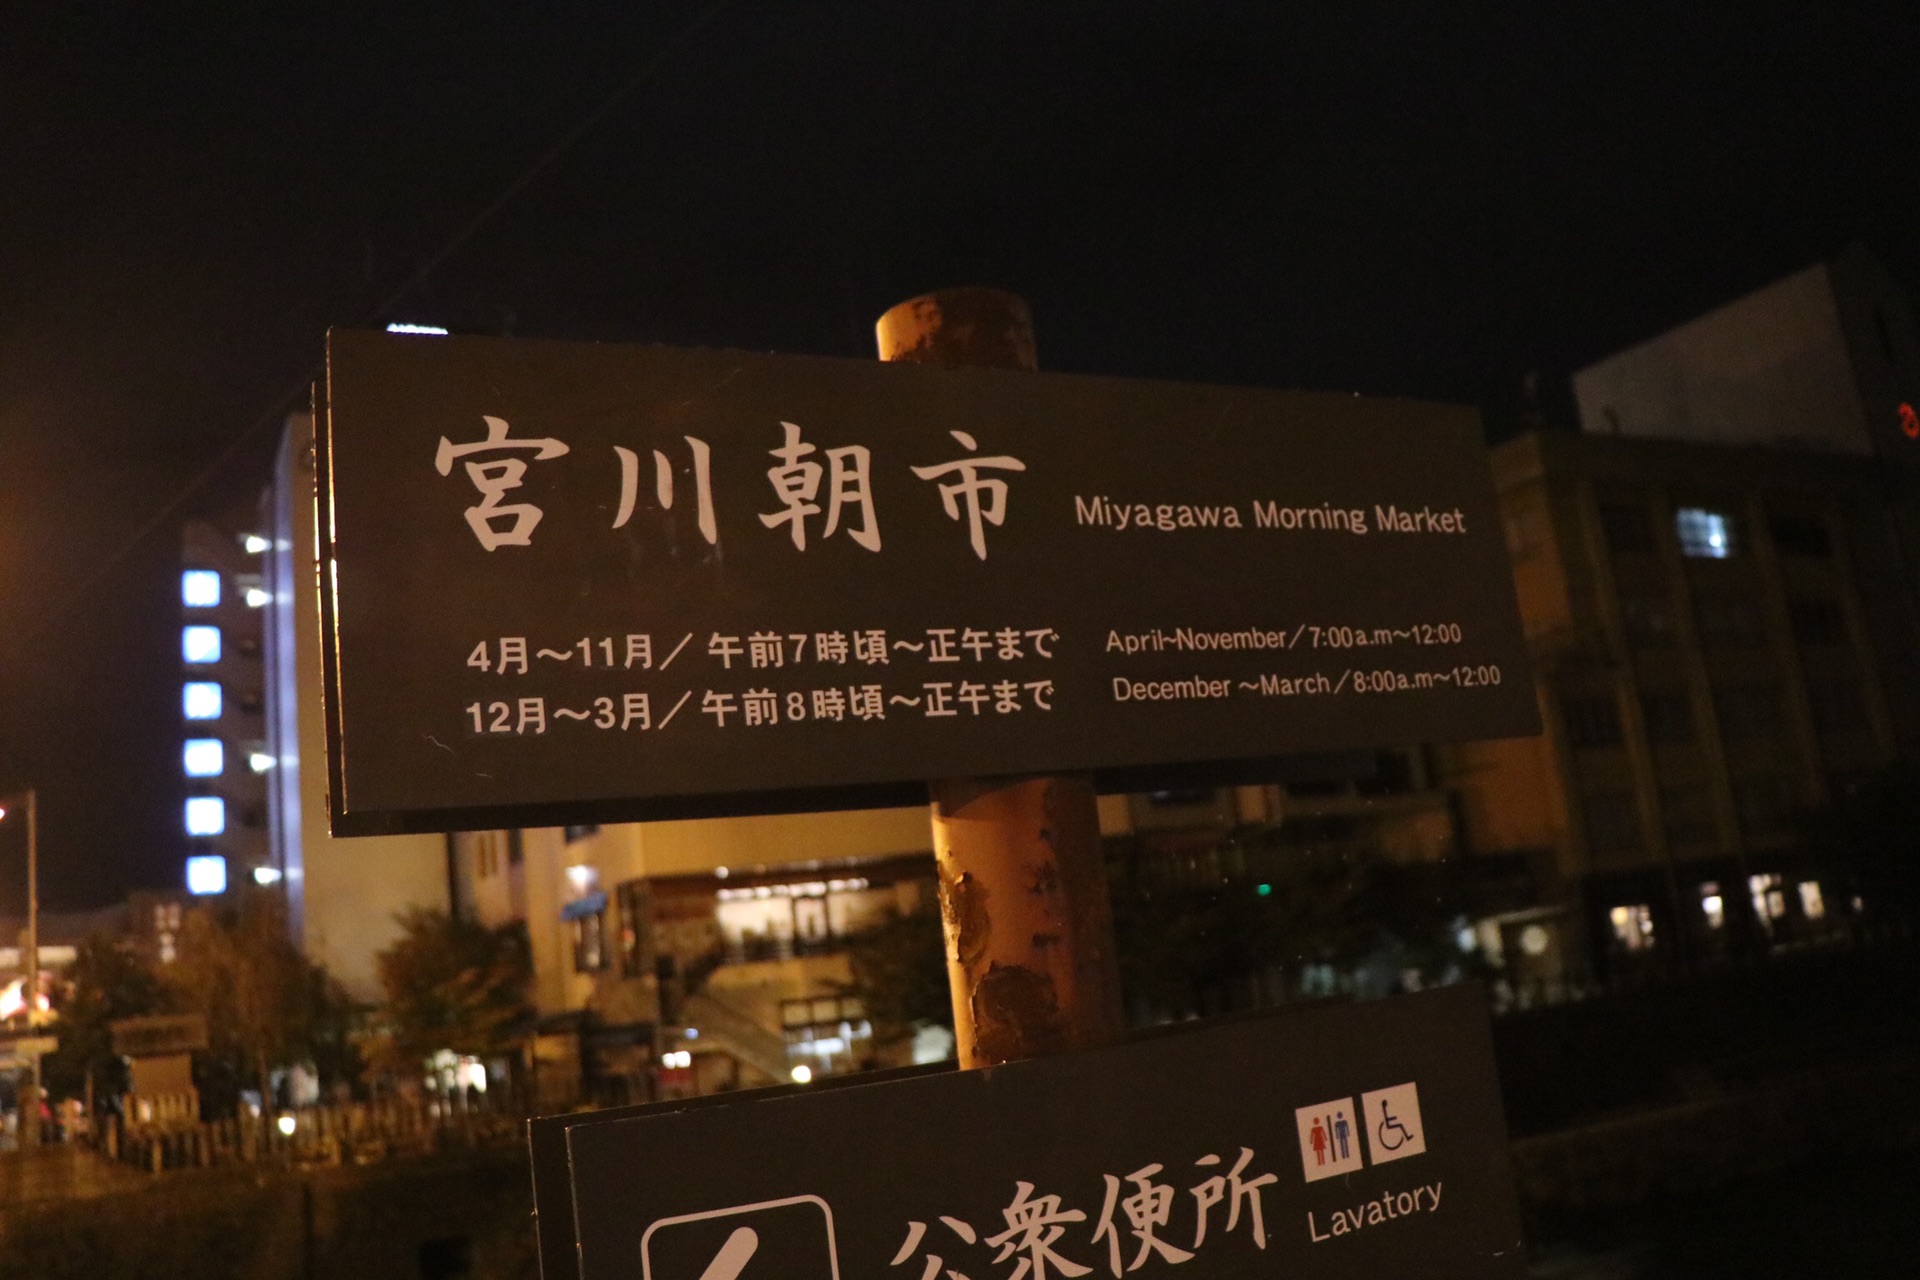 宮川朝市 Miyagawa Morning Market
4月～11月／午前7時頃～正午まで April~November／7:00a.m～12:00
12月～3月／午前8時頃～正午まで December ～March／8:00a.m～12:00
公衆便所 Lavatory